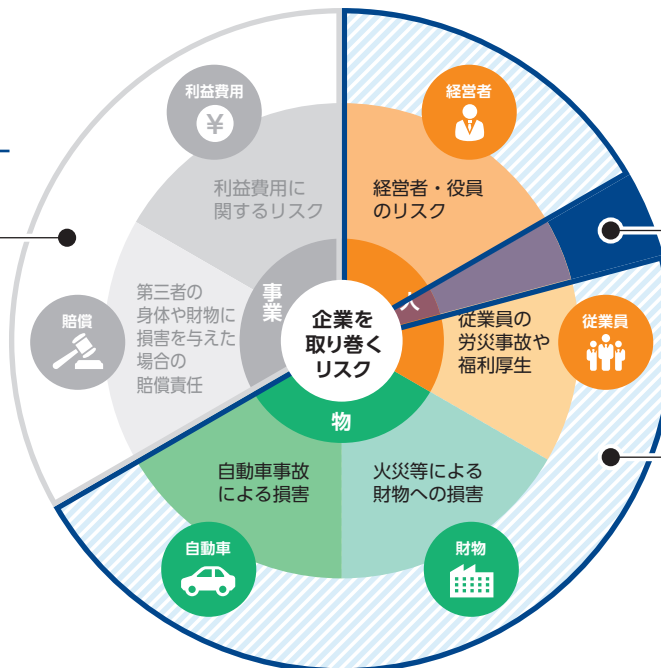 利益費用
¥
利益費用に
関するリスク
経営者
経営者・役員
のリスク
事業
人
企業を
取り巻く
リスク
賠償
第三者の
身体や財物に
損害を与えた
場合の
賠償責任
従業員の
労災事故や
福利厚生
従業員
物
自動車事故
による損害
火災等による
財物への損害
自動車
財物